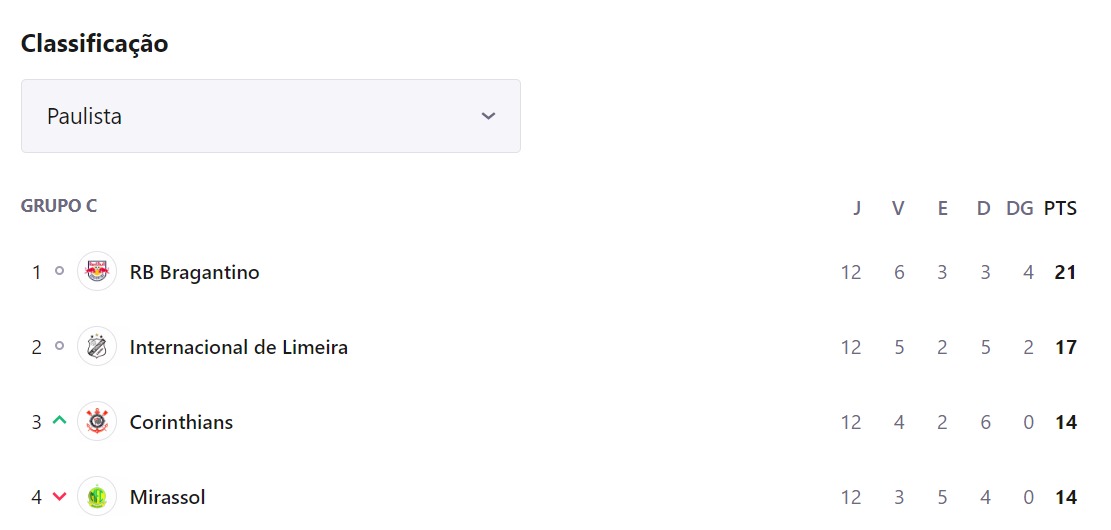 Classificação
Paulista
GRUPO C J V E D DG PTS
1 RB Bragantino 12 6 3 3 4 21
2 Internacional de Limeira 12 5 2 5 2 17
3 Corinthians 12 4 2 6 0 14
4 Mirassol 12 3 5 4 0 14